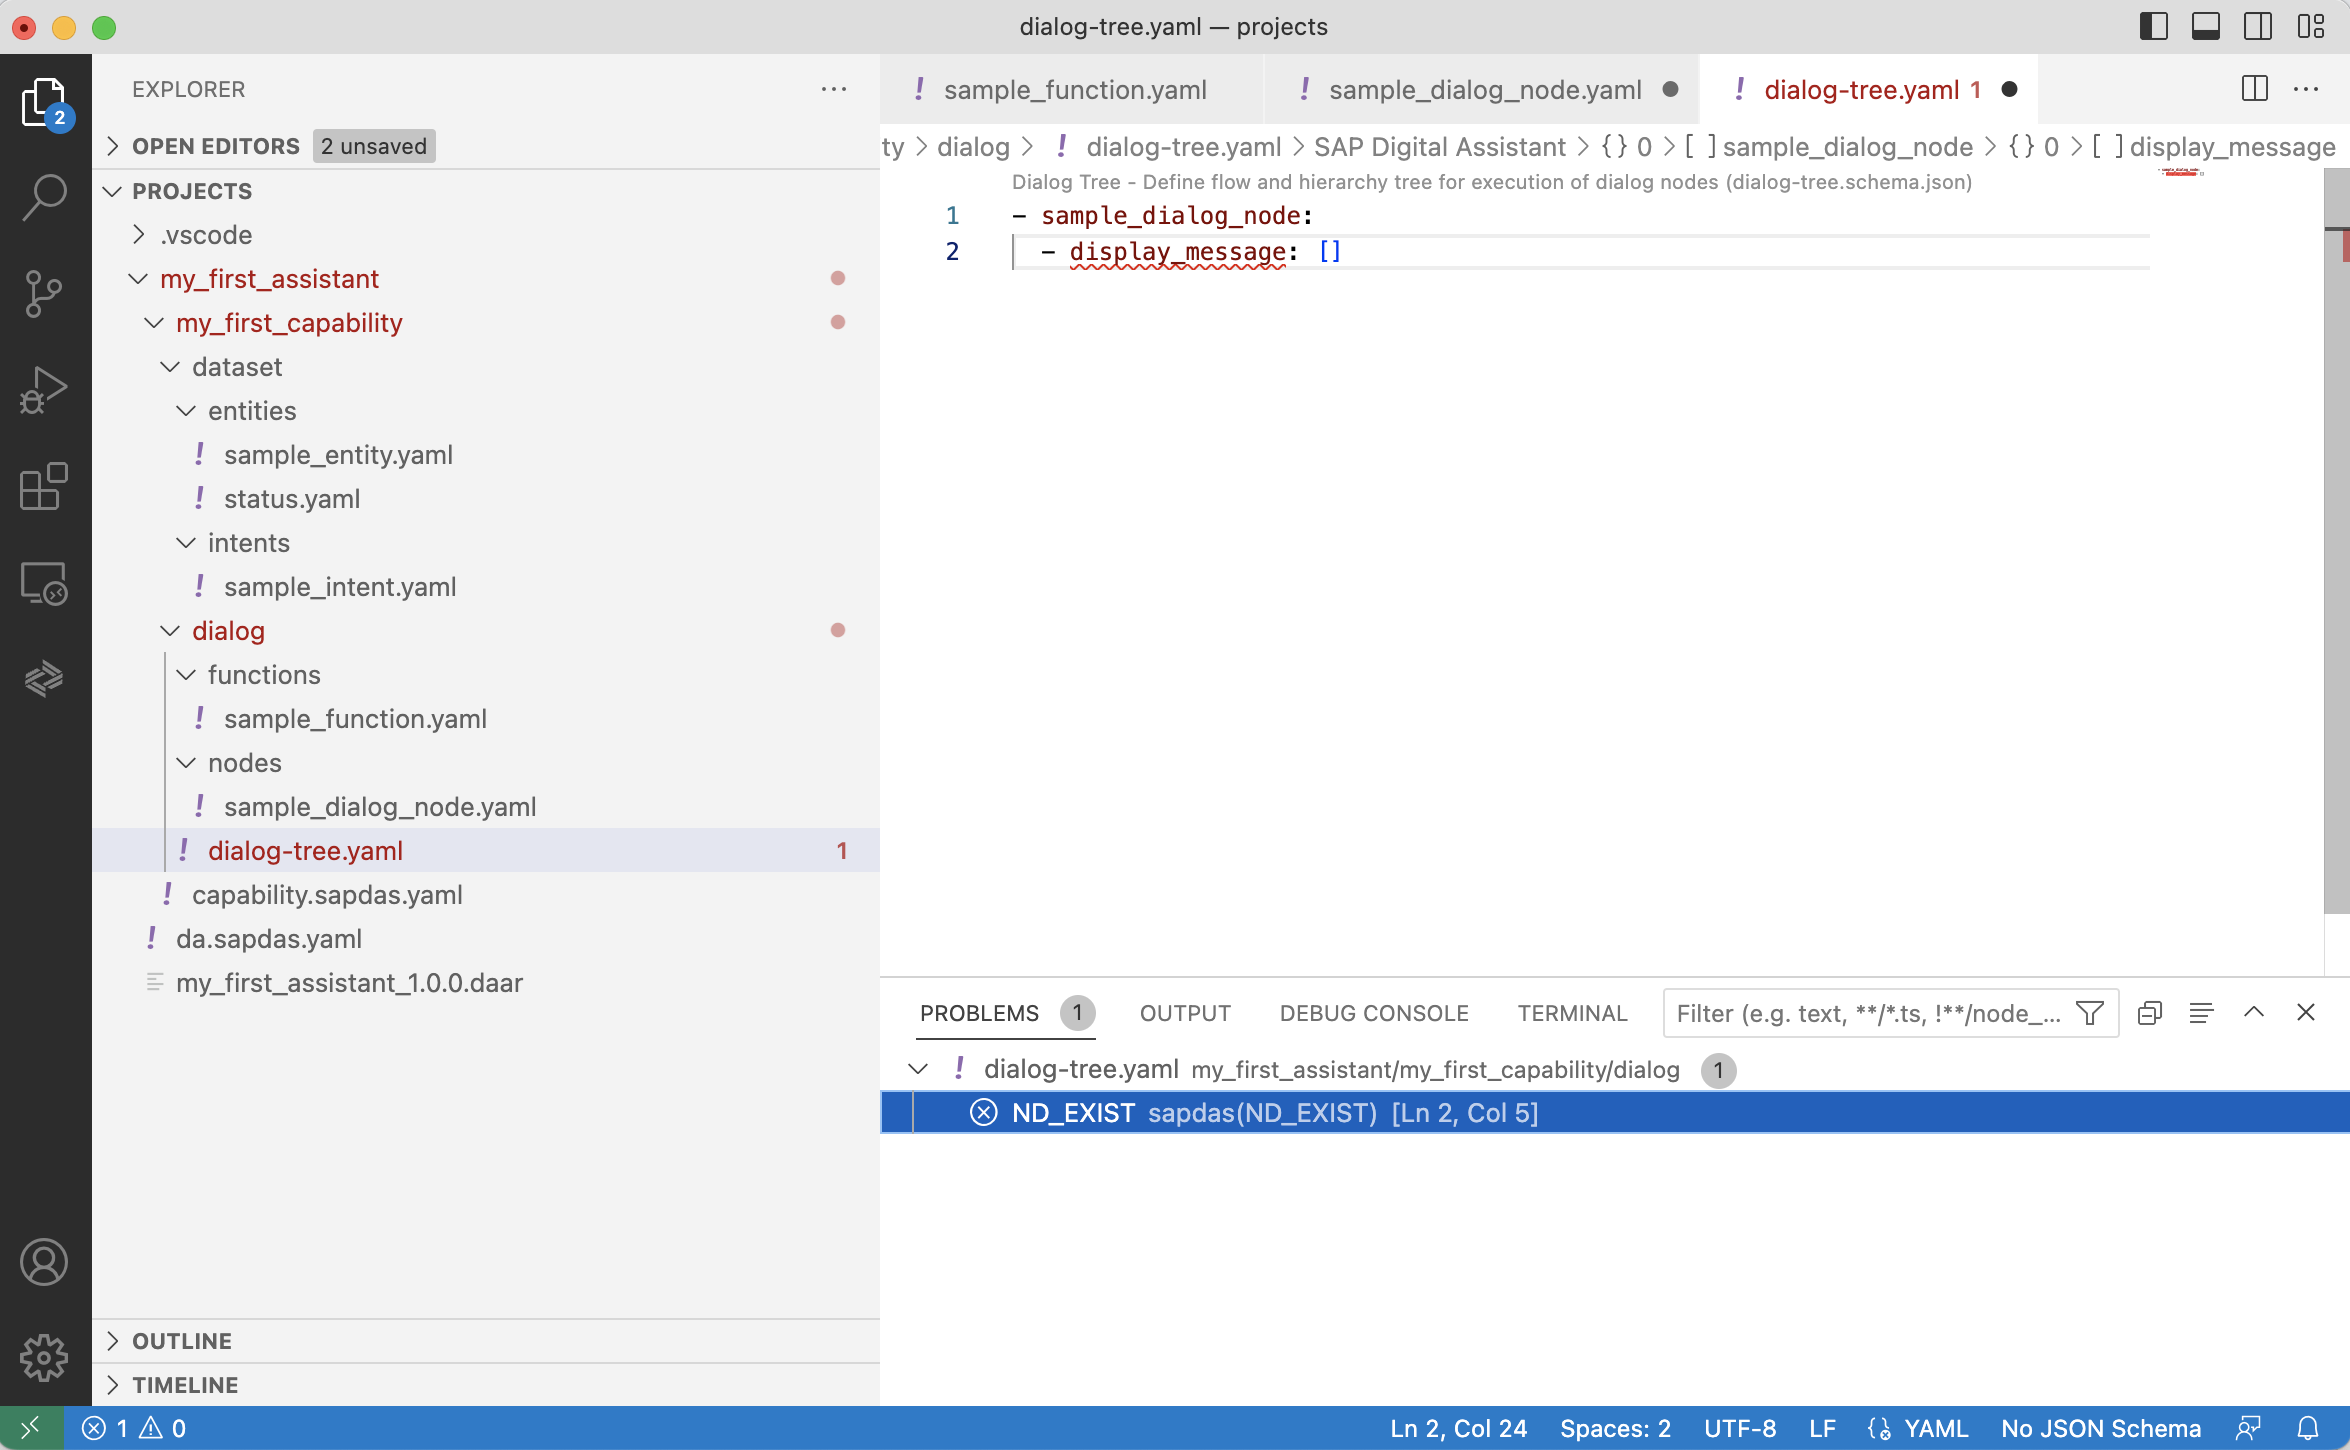 dialog-tree.yaml — projects
2
EXPLORER
OPEN EDITORS 2 unsaved
PROJECTS
.vscode
my_first_assistant
my_first_capability
dataset
entities
! sample_entity.yaml
! status.yaml
intents
! sample_intent.yaml
dialog
functions
! sample_function.yaml
nodes
! sample_dialog_node.yaml
! dialog-tree.yaml 1
! capability.sapdas.yaml
! da.sapdas.yaml
my_first_assistant_1.0.0.daar
OUTLINE
TIMELINE
! sample_function.yaml ! sample_dialog_node.yaml ! dialog-tree.yaml 1
ty > dialog > ! dialog-tree.yaml > SAP Digital Assistant > {} 0 > [ ] sample_dialog_node > {} 0 > [ ] display_message
Dialog Tree - Define flow and hierarchy tree for execution of dialog nodes (dialog-tree.schema.json)
1 - sample_dialog_node:
2 - display_message: []
PROBLEMS 1 OUTPUT DEBUG CONSOLE TERMINAL Filter (e.g. text, **/*.ts, !**/node_...
! dialog-tree.yaml my_first_assistant/my_first_capability/dialog 1
ND_EXIST sapdas(ND_EXIST) [Ln 2, Col 5]
1 0 Ln 2, Col 24 Spaces: 2 UTF-8 LF YAML No JSON Schema